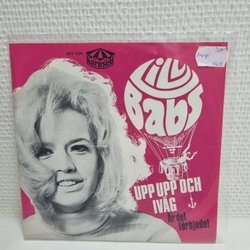 Karusell
Lill
Babs
UPP UPP OCH
IVÄG
Är det
förbjudet